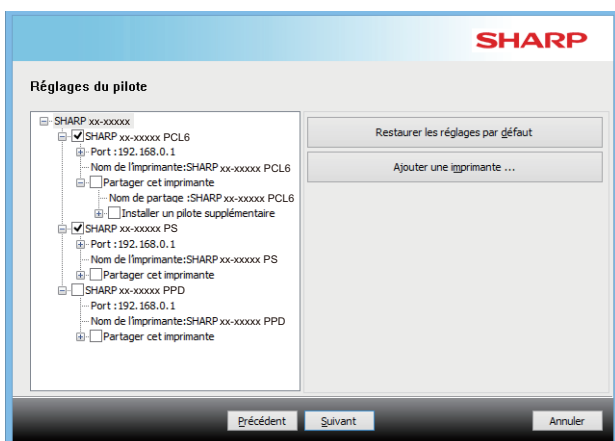 SHARP
Réglages du pilote
SHARP xx-xxxxx
SHARP xx-xxxxx PCL6
Port :192.168.0.1
Nom de l'imprimante:SHARP xx-xxxxx PCL6
Partager cet imprimante
Nom de partage :SHARP xx-xxxxx PCL6
Installer un pilote supplémentaire
SHARP xx-xxxxx PS
Port :192.168.0.1
Nom de l'imprimante:SHARP xx-xxxxx PS
Partager cet imprimante
SHARP xx-xxxxx PPD
Port :192.168.0.1
Nom de l'imprimante:SHARP xx-xxxxx PPD
Partager cet imprimante
Restaurer les réglages par défaut
Ajouter une imprimante ...
Précédent
Suivant
Annuler